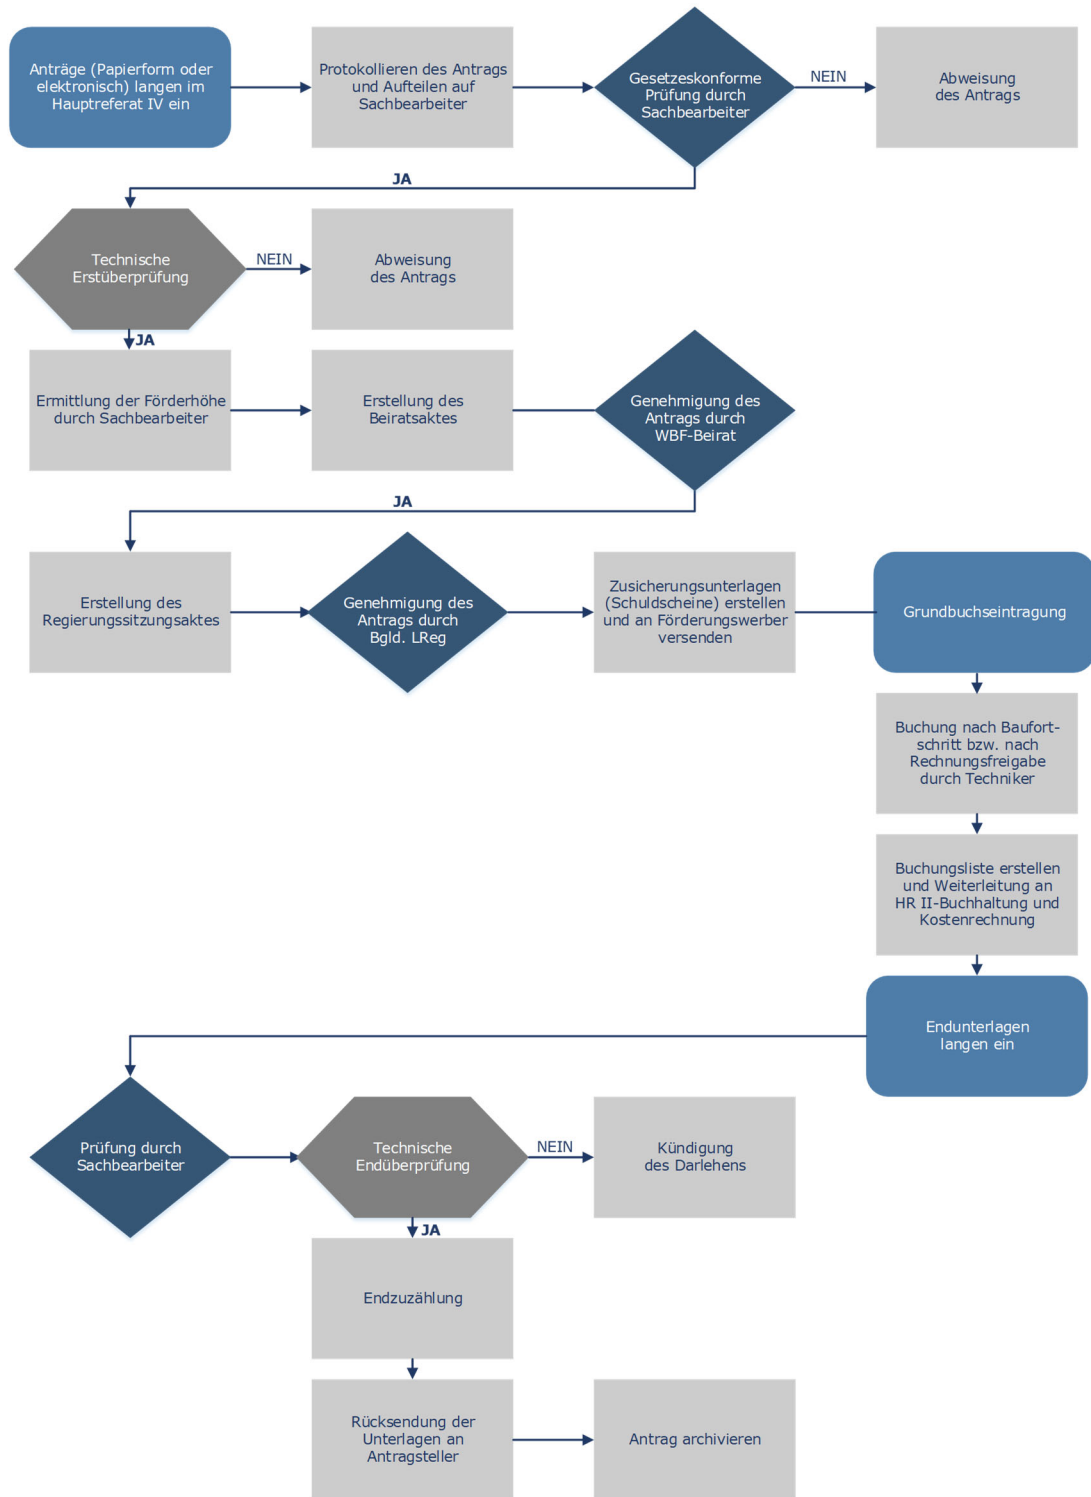 Anträge (Papierform oder
elektronisch) langen im
Hauptreferat IV ein
Protokollieren des Antrags
und Aufteilen auf
Sachbearbeiter
Gesetzeskonforme
Prüfung durch
Sachbearbeiter
NEIN
Abweisung
des Antrags
JA
Technische
Erstüberprüfung
NEIN
Abweisung
des Antrags
JA
Ermittlung der Förderhöhe
durch Sachbearbeiter
Erstellung des
Beiratsaktes
Genehmigung des
Antrags durch
WBF-Beirat
JA
Erstellung des
Regierungssitzungsaktes
Genehmigung des
Antrags durch
Bgld. LReg
Zusicherungsunterlagen
(Schuldscheine) erstellen
und an Förderungswerber
versenden
Grundbuchseintragung
Buchung nach Baufort-
schritt bzw. nach
Rechnungsfreigabe
durch Techniker
Buchungsliste erstellen
und Weiterleitung an
HR II-Buchhaltung und
Kostenrechnung
Endunterlagen
langen ein
Prüfung durch
Sachbearbeiter
Technische
Endüberprüfung
NEIN
Kündigung
des Darlehens
JA
Endzuzählung
Rücksendung der
Unterlagen an
Antragsteller
Antrag archivieren